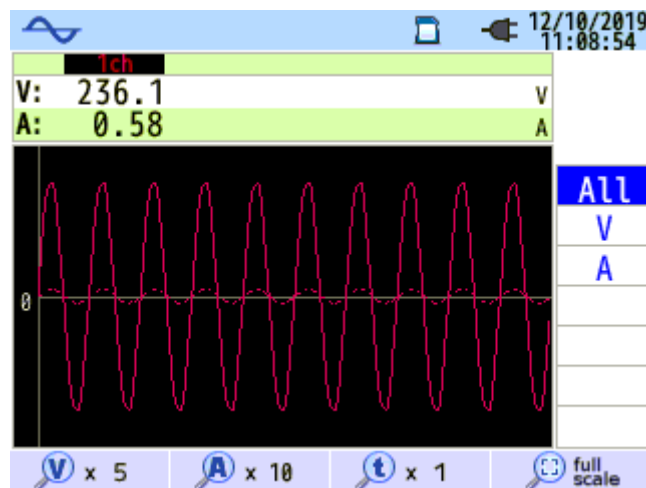 12/10/2019
11:08:54
1ch
V: 236.1 V
A: 0.58 A
All
V
A
0
V x 5 A x 10 t x 1 full scale